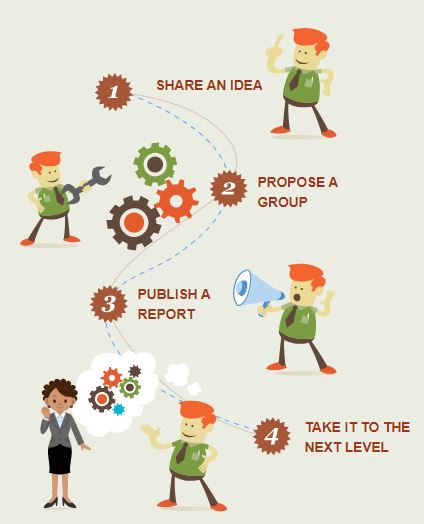 1
SHARE AN IDEA
2
PROPOSE A
GROUP
3
PUBLISH A
REPORT
4
TAKE IT TO THE
NEXT LEVEL